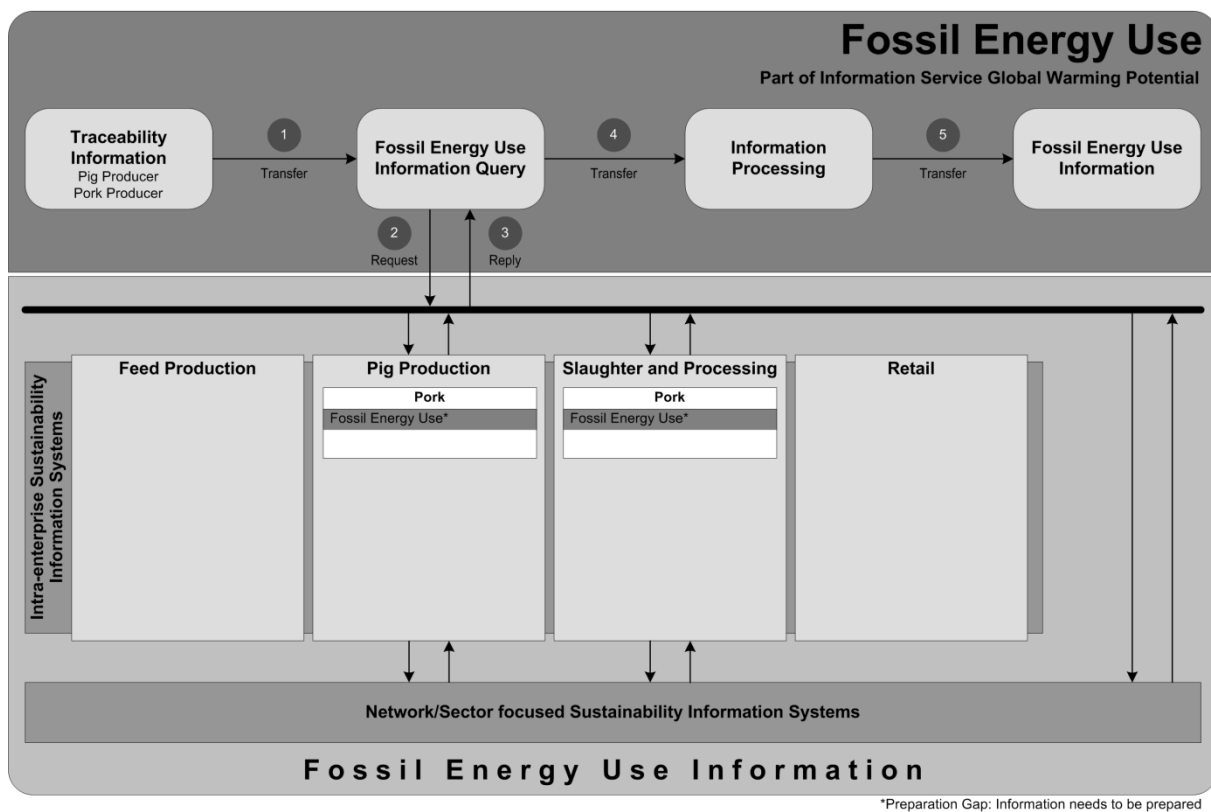 Fossil Energy Use
Part of Information Service Global Warming Potential
Traceability
Information
Pig Producer
Pork Producer
1
Transfer
Fossil Energy Use
Information Query
4
Transfer
Information
Processing
5
Transfer
Fossil Energy Use
Information
2
Request
3
Reply
Intra-enterprise Sustainability
Information Systems
Feed Production
Pig Production
Pork
Fossil Energy Use*
Slaughter and Processing
Pork
Fossil Energy Use*
Retail
Network/Sector focused Sustainability Information Systems
Fossil Energy Use Information
*Preparation Gap: Information needs to be prepared